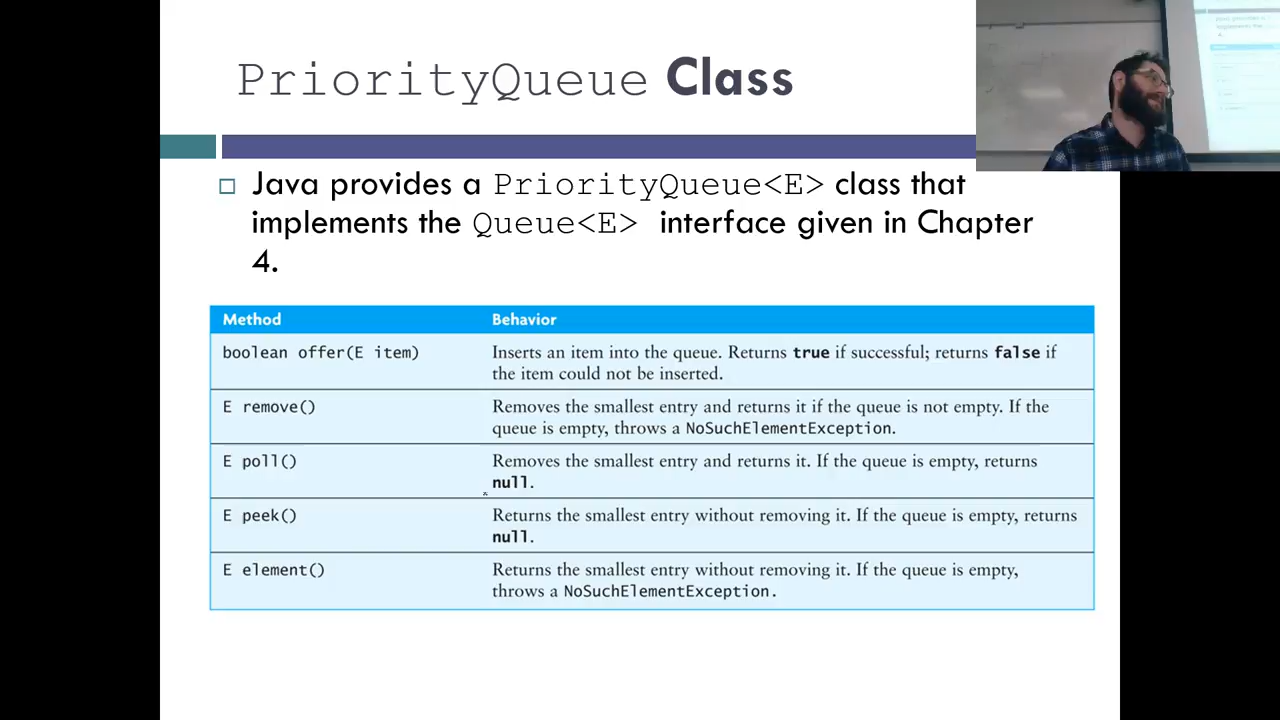 PriorityQueue Class
Java provides a PriorityQueue<E> class that
implements the Queue<E> interface given in Chapter
4.
Method Behavior
boolean offer(E item) Inserts an item into the queue. Returns true if successful; returns false if
the item could not be inserted.
E remove() Removes the smallest entry and returns it if the queue is not empty. If the
queue is empty, throws a NoSuchElementException.
E poll() Removes the smallest entry and returns it. If the queue is empty, returns
null.
E peek() Returns the smallest entry without removing it. If the queue is empty, returns
null.
E element() Returns the smallest entry without removing it. If the queue is empty,
throws a NoSuchElementException.